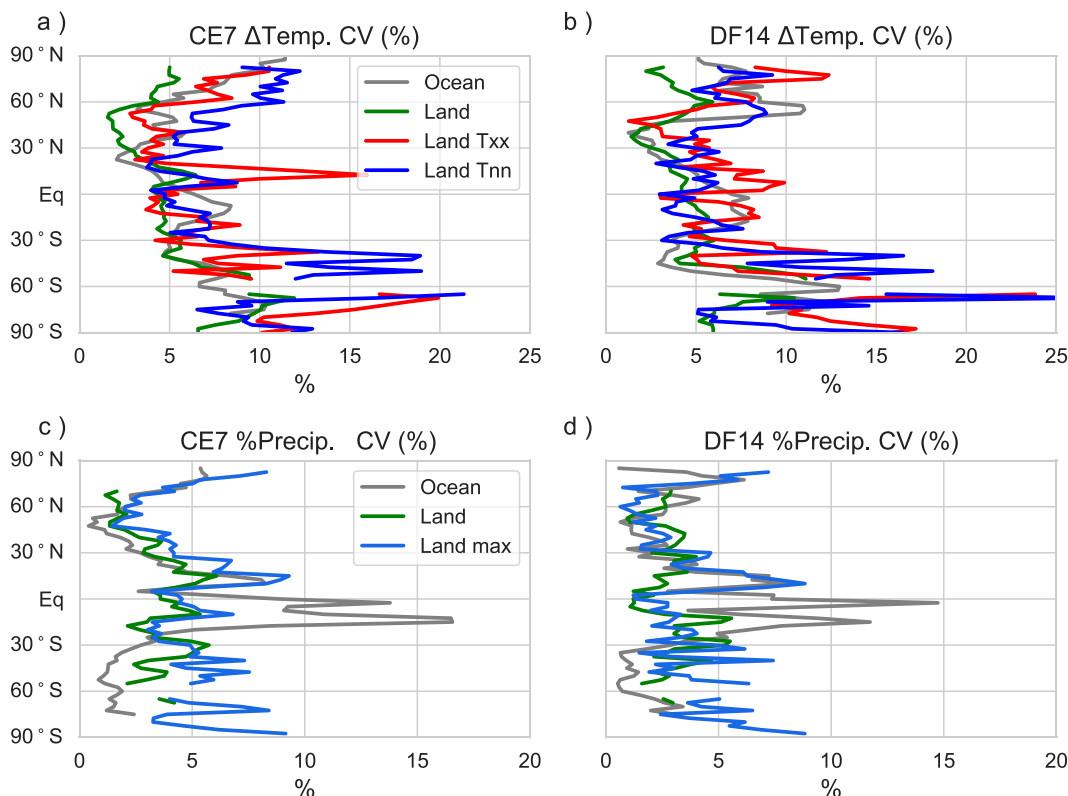 a )
CE7 ΔTemp. CV (%)
90°N
60°N
30°N
Eq
30°S
60°S
90°S
Ocean
Land
Land Txx
Land Tnn
0
5
10
15
20
25
%
b )
DF14 ΔTemp. CV (%)
0
5
10
15
20
25
%
c )
CE7 %Precip. CV (%)
90°N
60°N
30°N
Eq
30°S
60°S
90°S
Ocean
Land
Land max
0
5
10
15
20
%
d )
DF14 %Precip. CV (%)
0
5
10
15
20
%